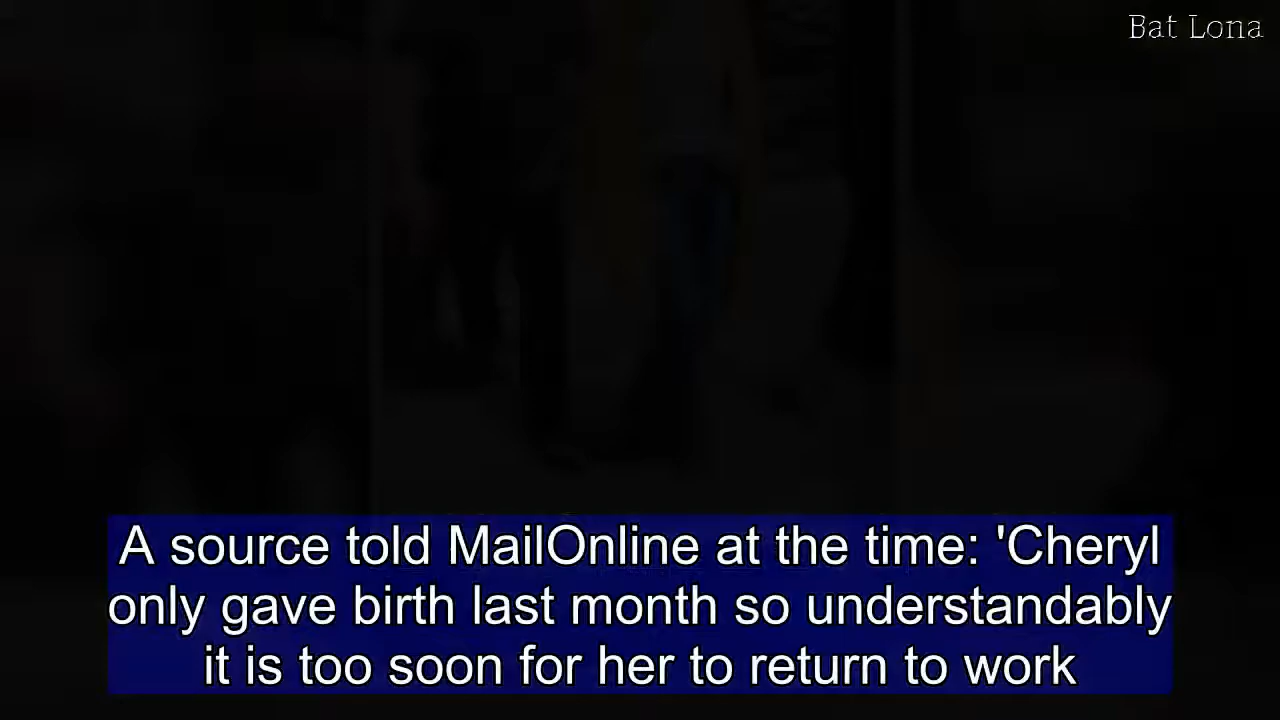 Bat Lona
A source told MailOnline at the time: 'Cheryl
only gave birth last month so understandably
it is too soon for her to return to work